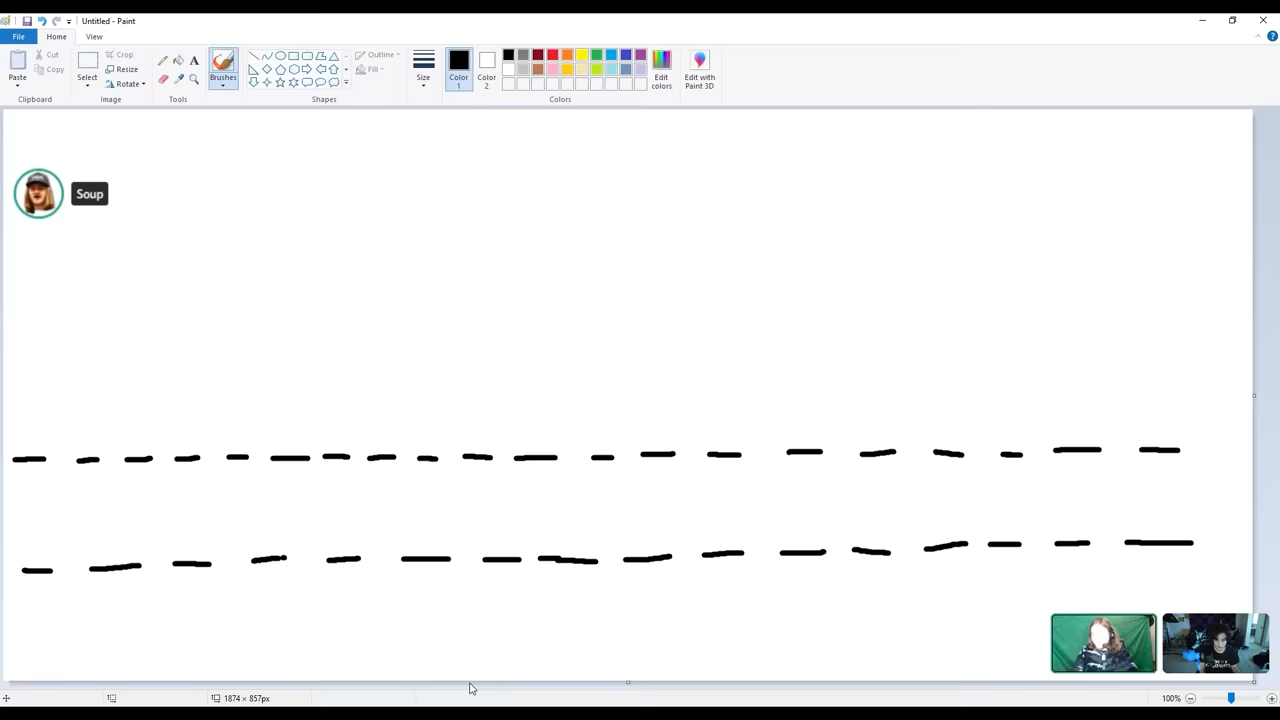 Untitled - Paint
File
Home
View
Paste
Cut
Copy
Clipboard
Select
Crop
Resize
Rotate
Image
A
Tools
Brushes
Outline
Fill
Shapes
Size
Color 1
Color 2
Colors
Edit colors
Edit with Paint 3D
Soup
1874 × 857px
100%